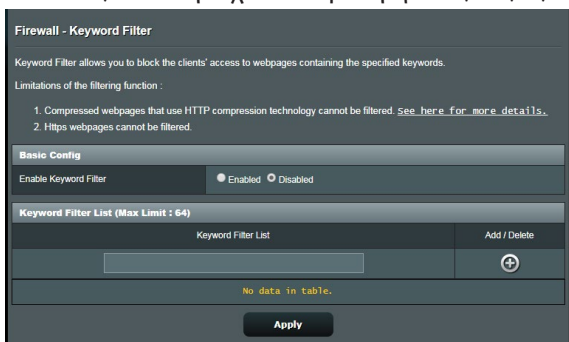 Firewall - Keyword Filter
Keyword Filter allows you to block the clients' access to webpages containing the specified keywords.
Limitations of the filtering function :
1. Compressed webpages that use HTTP compression technology cannot be filtered. See here for more details.
2. Https webpages cannot be filtered.
Basic Config
Enable Keyword Filter Enabled Disabled
Keyword Filter List (Max Limit : 64)
Keyword Filter List Add / Delete
No data in table.
Apply